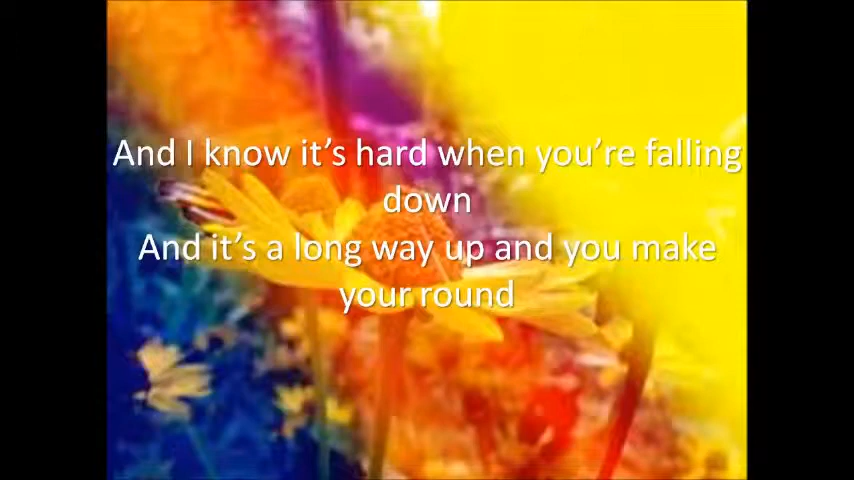 And I know it’s hard when you’re falling
down
And it’s a long way up and you make
your round